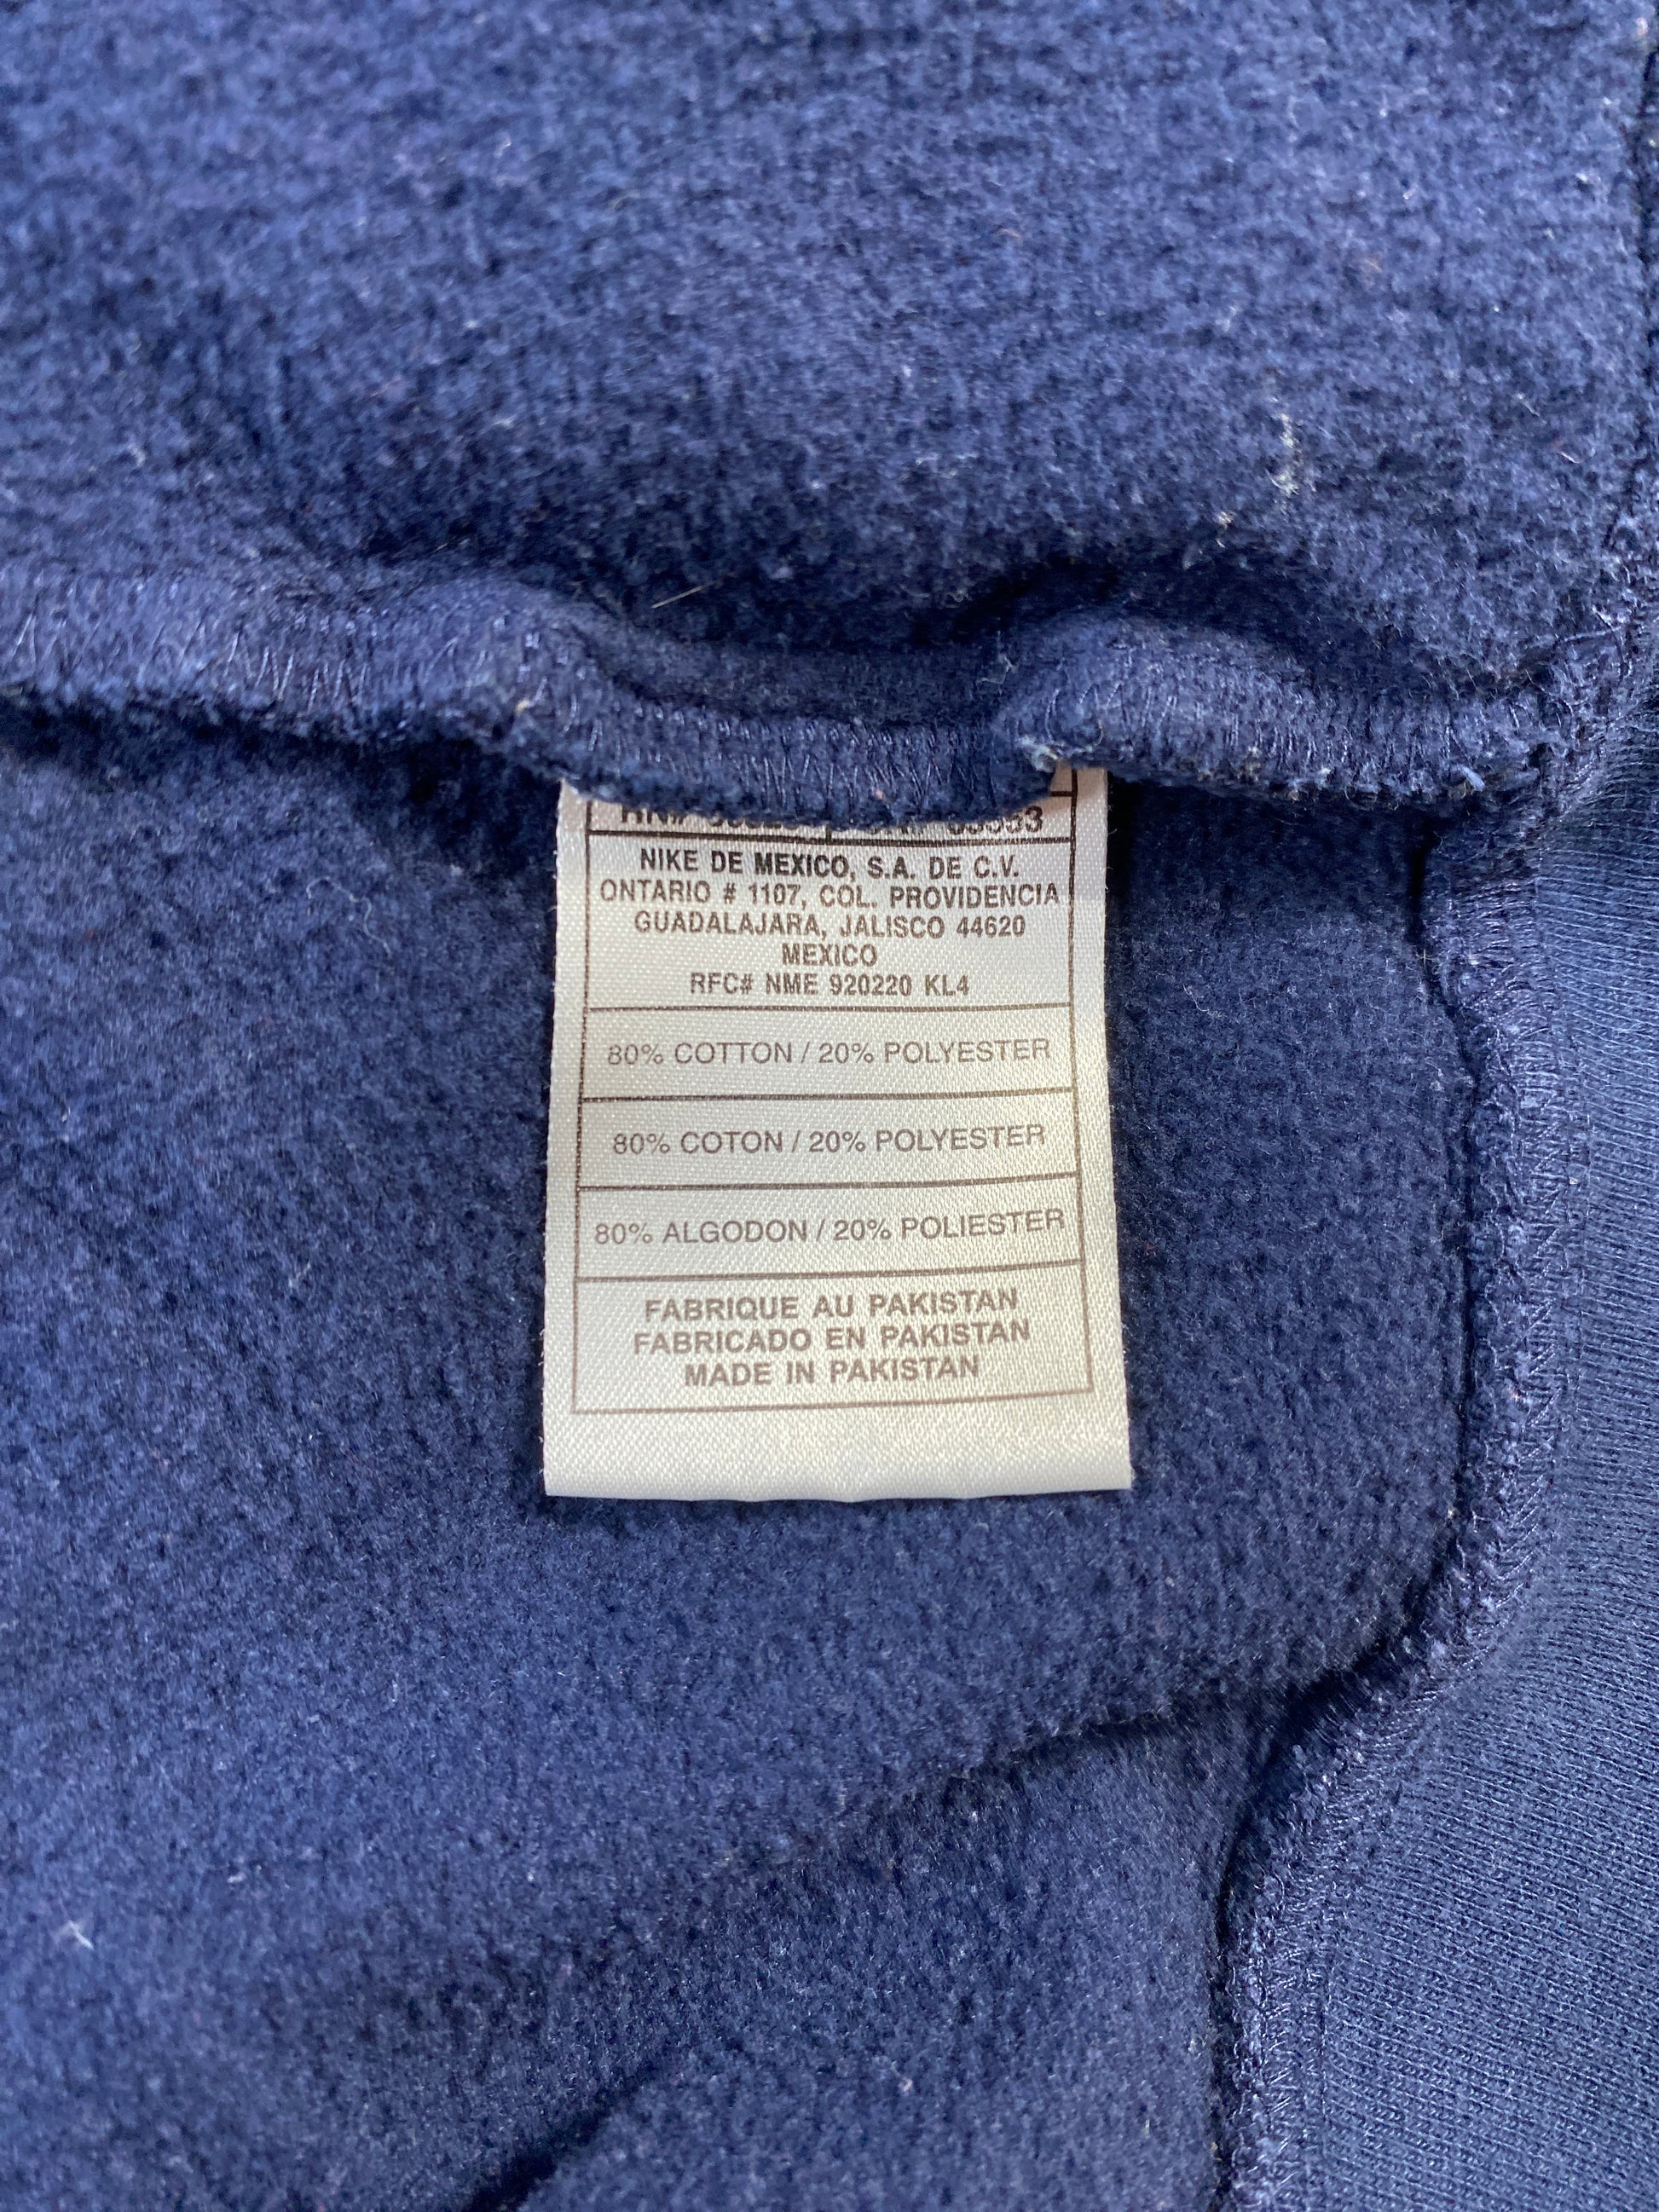 NIKE DE MEXICO, S.A. DE C.V.
ONTARIO # 1107, COL. PROVIDENCIA
GUADALAJARA, JALISCO 44620
MEXICO
RFC# NME 920220 KL4
80% COTTON / 20% POLYESTER
80% COTON / 20% POLYESTER
80% ALGODON / 20% POLIESTER
FABRIQUE AU PAKISTAN
FABRICADO EN PAKISTAN
MADE IN PAKISTAN